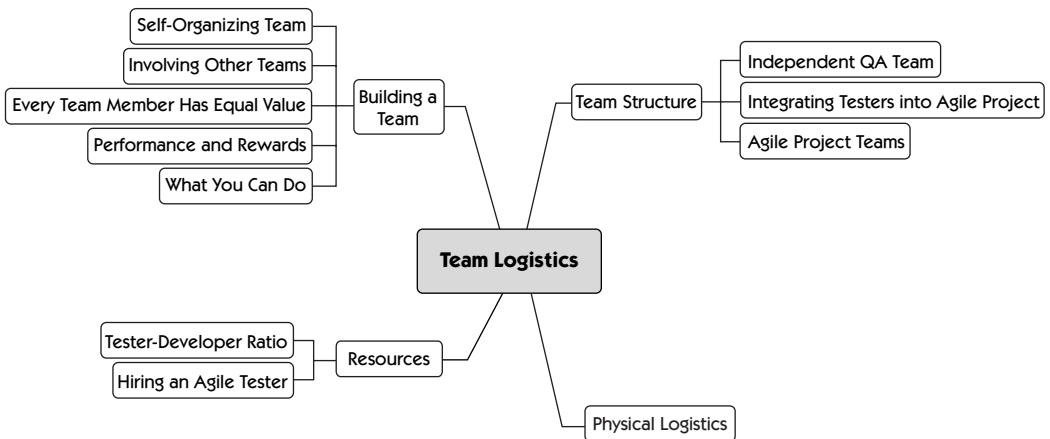 Self-Organizing Team
Involving Other Teams
Every Team Member Has Equal Value
Performance and Rewards
What You Can Do
Building a
Team
Team Structure
Independent QA Team
Integrating Testers into Agile Project
Agile Project Teams
Team Logistics
Tester-Developer Ratio
Hiring an Agile Tester
Resources
Physical Logistics